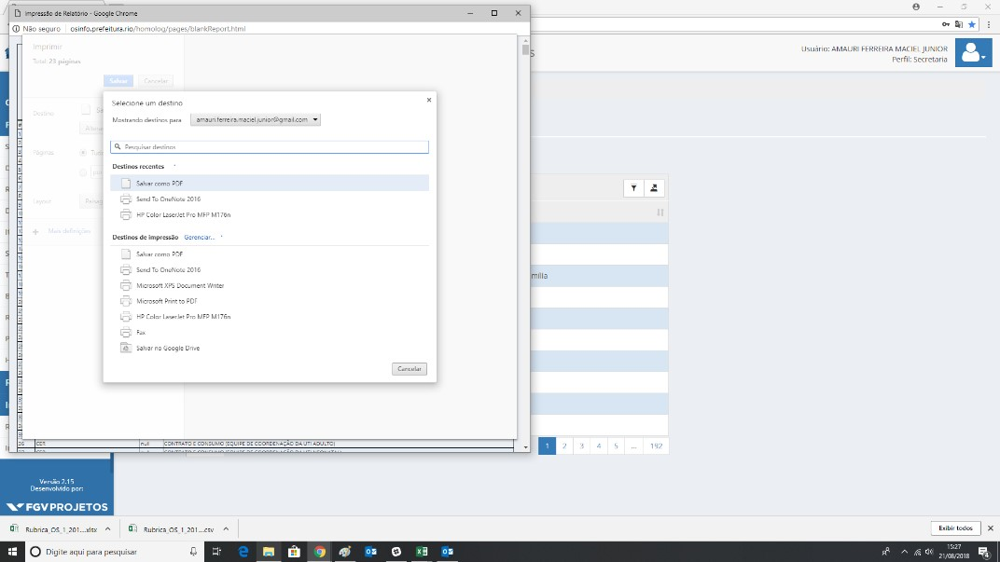 Impressão de Relatório - Google Chrome
Não seguro | osinfo.prefeitura.rio/homolog/pages/blankReport.html
Usuário: AMAURI FERREIRA MACIEL JUNIOR
Perfil: Secretaria
Imprimir
Total: 23 páginas
Salvar Cancelar
Selecione um destino
Mostrando destinos para amauri.ferreira.maciel.junior@gmail.com
Destino
Páginas
Layout
Mais definições
Pesquisar destinos
Destinos recentes
Salvar como PDF
Send To OneNote 2016
HP Color LaserJet Pro MFP M176n
Destinos de impressão Gerenciar...
Salvar como PDF
Send To OneNote 2016
Microsoft XPS Document Writer
Microsoft Print to PDF
HP Color LaserJet Pro MFP M176n
Fax
Salvar no Google Drive
Cancelar
CER null CONTRATO E CONSUMO (EQUIPE DE COORDENAÇÃO DA UTI ADULTO)
1 2 3 4 5 ... 192
Versão 2.15
Desenvolvido por:
FGV PROJETOS
Rubrica_OS_1_201....xlsx
Rubrica_OS_1_201....csv
Exibir todos
Digite aqui para pesquisar
15:27
21/08/2018
4